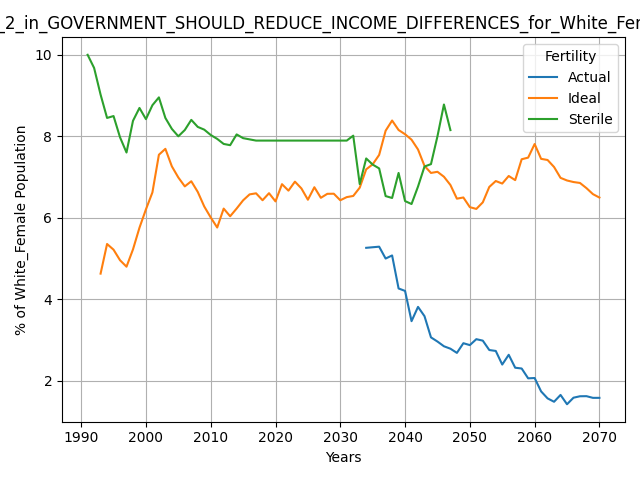 _2_in_GOVERNMENT_SHOULD_REDUCE_INCOME_DIFFERENCES_for_White_Fe
Fertility
Actual
Ideal
Sterile
% of White_Female Population
10
8
6
4
2
1990 2000 2010 2020 2030 2040 2050 2060 2070
Years